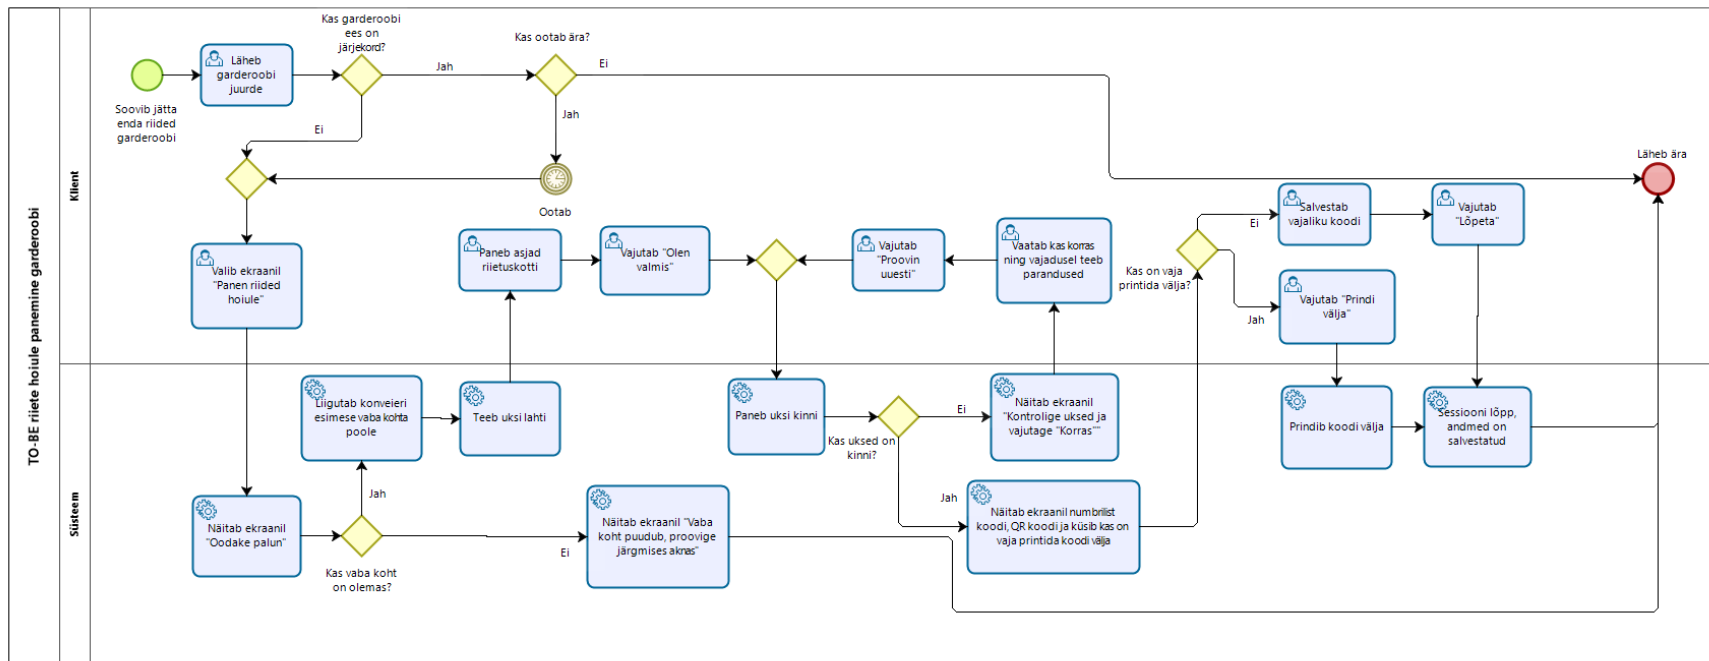 TO-BE riiete hoiule panemine garderoobi
Klient
Süsteem
Soovib jätta
enda riided
garderoobi
Läheb
garderoobi
juurde
Kas garderoobi
ees on
järjekord?
Jah
Ei
Kas ootab ära?
Ei
Jah
Ootab
Läheb ära
Valib ekraanil
"Panen riided
hoiule"
Paneb asjad
riietuskotti
Vajutab "Olen
valmis"
Vajutab
"Proovin
uuesti"
Vaatab kas korras
ning vajadusel teeb
parandused
Kas on vaja
printida välja?
Ei
Jah
Salvestab
vajaliku koodi
Vajutab
"Lõpeta"
Vajutab "Prindi
välja"
Liigutab konveieri
esimese vaba kohta
poole
Teeb uksi lahti
Paneb uksi kinni
Kas uksed on
kinni?
Ei
Jah
Näitab ekraanil
"Kontrolige uksed ja
vajutage "Korras""
Prindib koodi välja
Sessiooni lõpp,
andmed on
salvestatud
Näitab ekraanil
"Oodake palun"
Jah
Kas vaba koht
on olemas?
Ei
Näitab ekraanil "Vaba
koht puudub, proovige
järgmises aknas"
Näitab ekraanil numbrilist
koodi, QR koodi ja küsib kas on
vaja printida koodi välja